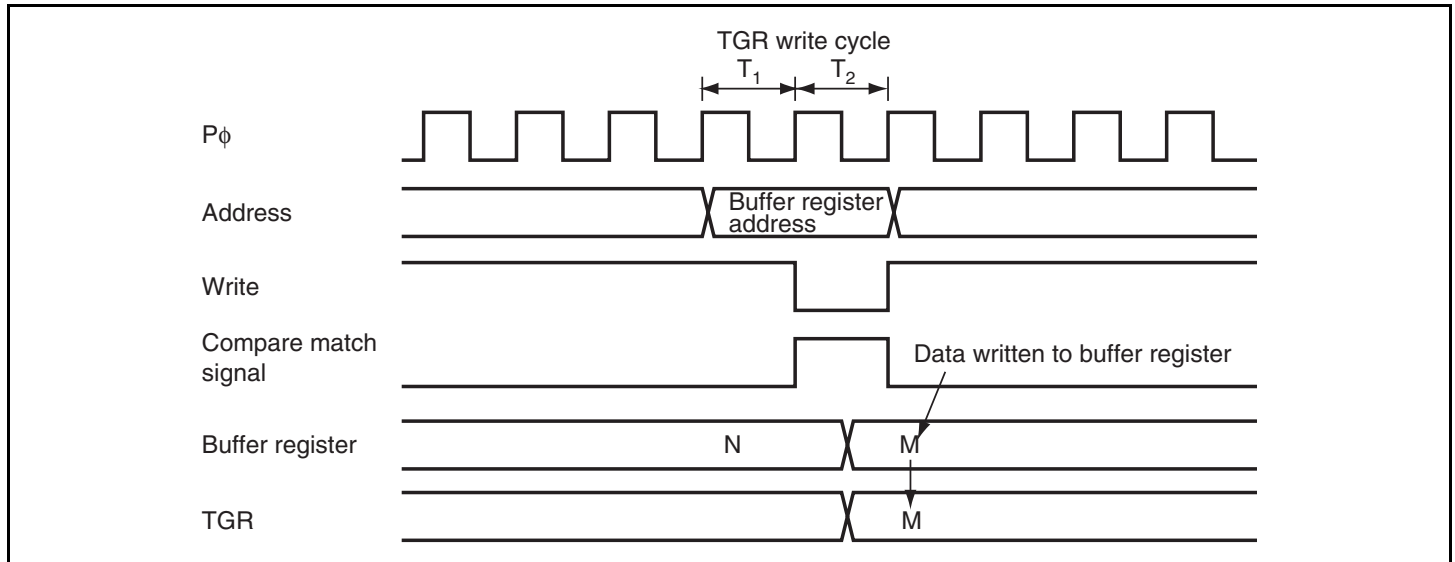 TGR write cycle
T1 T2
Pφ
Address
Buffer register
address
Write
Compare match
signal
Data written to buffer register
Buffer register
N
M
TGR
M